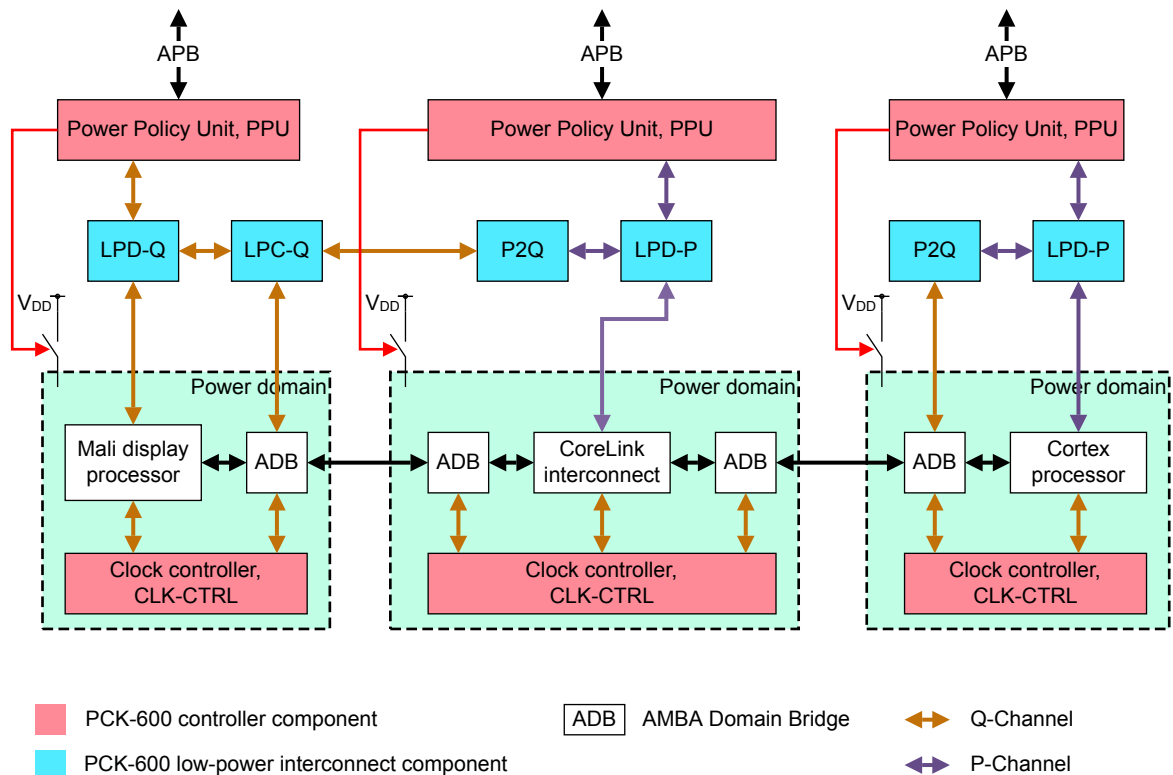 APB
APB
APB
Power Policy Unit, PPU
Power Policy Unit, PPU
Power Policy Unit, PPU
LPD-Q
LPC-Q
P2Q
LPD-P
P2Q
LPD-P
VDD
VDD
VDD
Power domain
Power domain
Power domain
Mali display
processor
ADB
ADB
CoreLink
interconnect
ADB
ADB
Cortex
processor
Clock controller,
CLK-CTRL
Clock controller,
CLK-CTRL
Clock controller,
CLK-CTRL
PCK-600 controller component
ADB
AMBA Domain Bridge
Q-Channel
PCK-600 low-power interconnect component
P-Channel